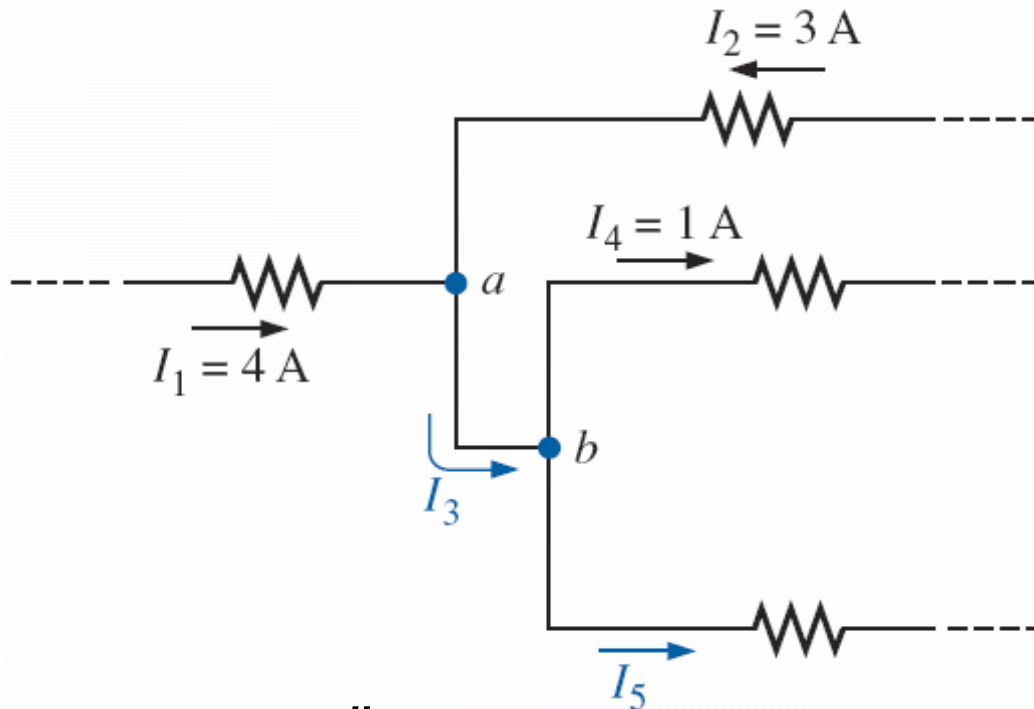 I₂ = 3 A
I₄ = 1 A
a
I₁ = 4 A
b
I₃
I₅